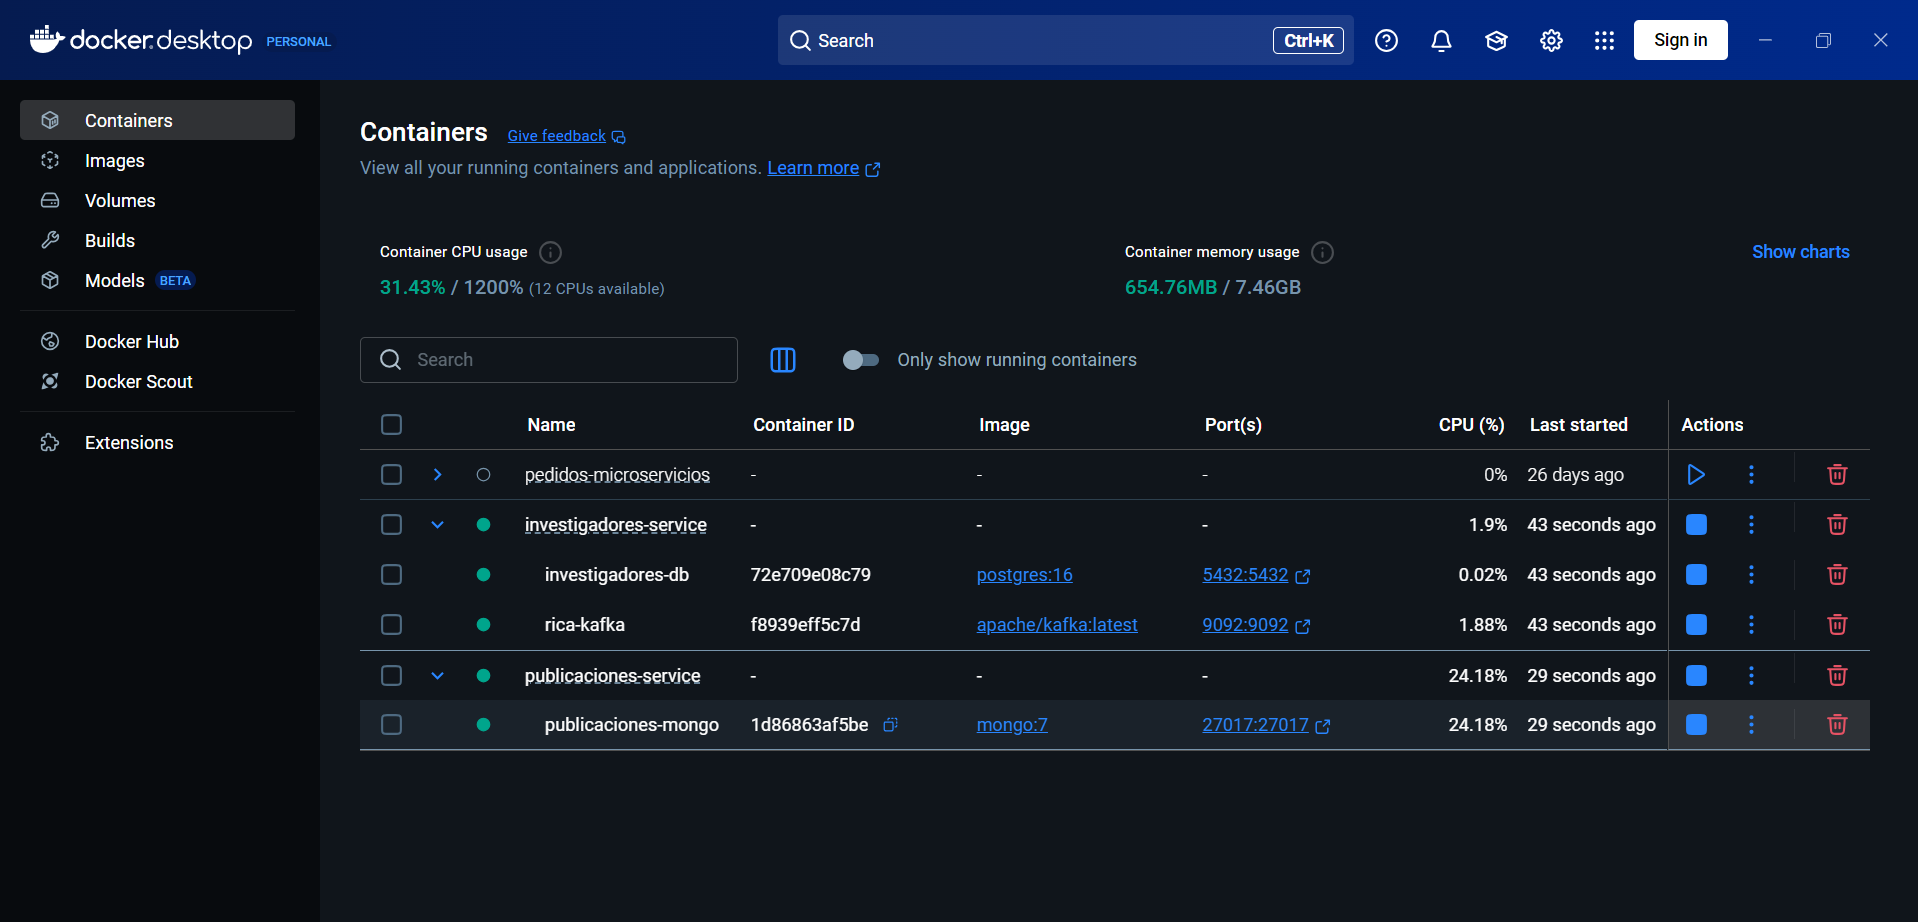 docker.desktop PERSONAL
Search Ctrl+K
Sign in
Containers
Images
Volumes
Builds
Models BETA
Docker Hub
Docker Scout
Extensions
Containers Give feedback
View all your running containers and applications. Learn more
Container CPU usage
31.43% / 1200% (12 CPUs available)
Container memory usage
654.76MB / 7.46GB
Show charts
Search
Only show running containers
Name Container ID Image Port(s) CPU (%) Last started Actions
pedidos-microservicios - - - 0% 26 days ago
investigadores-service - - - 1.9% 43 seconds ago
investigadores-db 72e709e08c79 postgres:16 5432:5432 0.02% 43 seconds ago
rica-kafka f8939eff5c7d apache/kafka:latest 9092:9092 1.88% 43 seconds ago
publicaciones-service - - - 24.18% 29 seconds ago
publicaciones-mongo 1d86863af5be mongo:7 27017:27017 24.18% 29 seconds ago